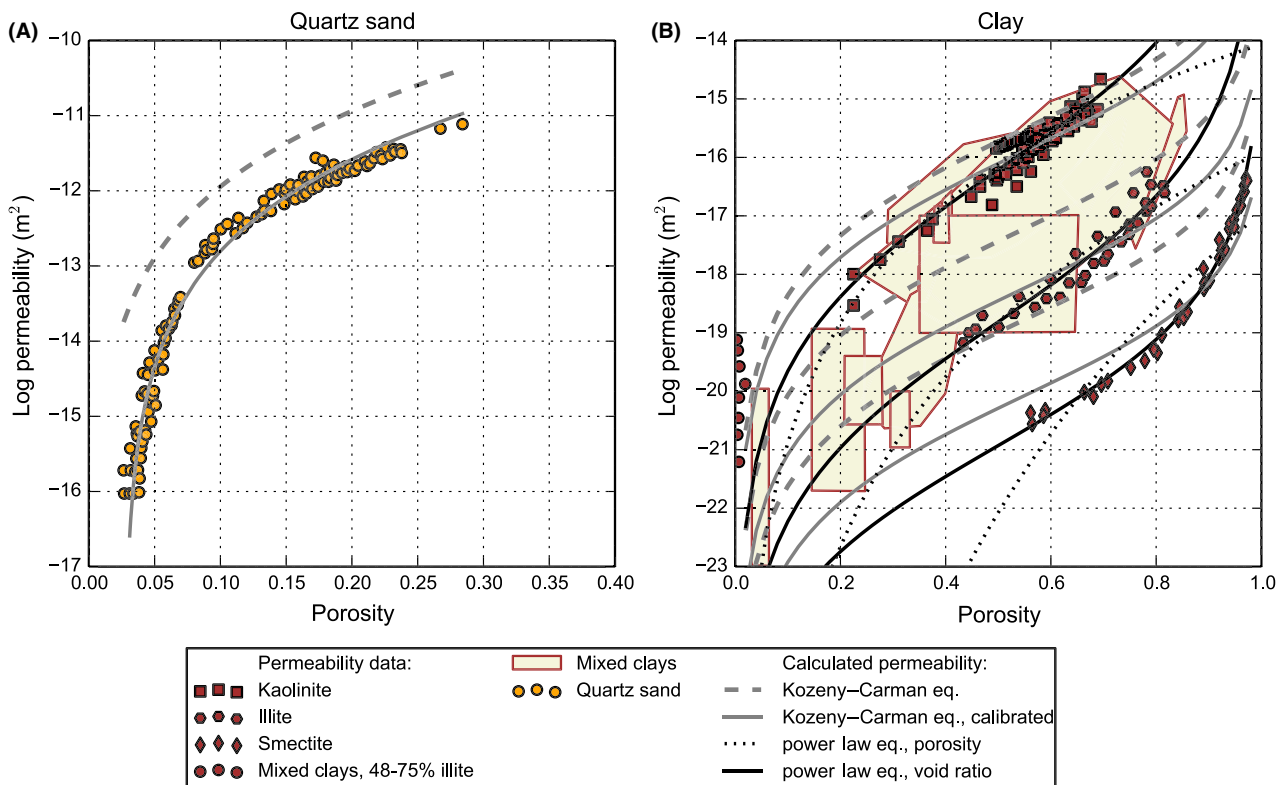 (A) Quartz sand
Log permeability (m²)
−10
−11
−12
−13
−14
−15
−16
−17
0.00 0.05 0.10 0.15 0.20 0.25 0.30 0.35 0.40
Porosity
(B) Clay
Log permeability (m²)
−14
−15
−16
−17
−18
−19
−20
−21
−22
−23
0.0 0.2 0.4 0.6 0.8 1.0
Porosity
Permeability data:
Kaolinite
Illite
Smectite
Mixed clays, 48-75% illite
Mixed clays
Quartz sand
Calculated permeability:
Kozeny−Carman eq.
Kozeny−Carman eq., calibrated
power law eq., porosity
power law eq., void ratio